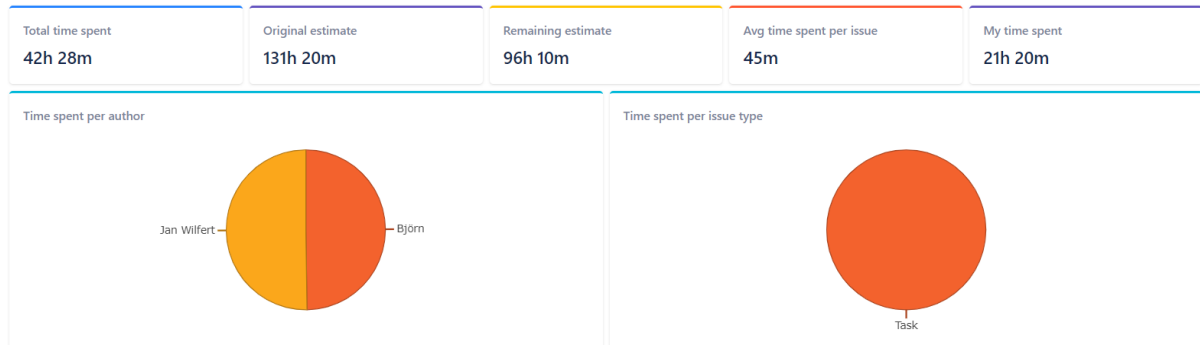 Total time spent
42h 28m
Original estimate
131h 20m
Remaining estimate
96h 10m
Avg time spent per issue
45m
My time spent
21h 20m
Time spent per author
Jan Wilfert
Björn
Time spent per issue type
Task